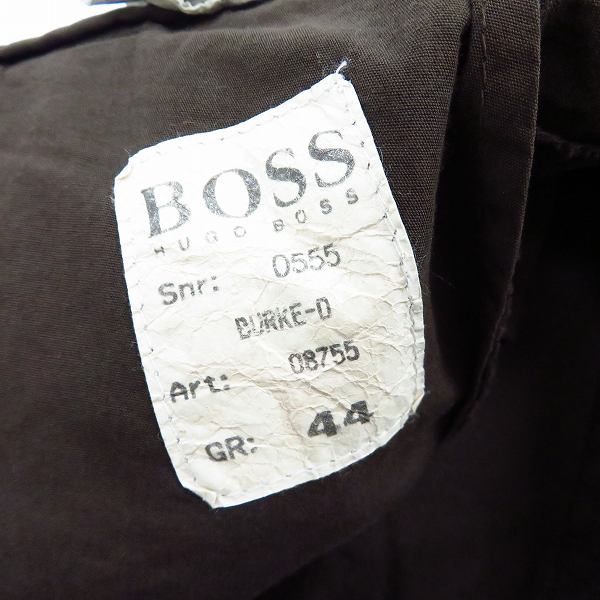 BOSS
HUGO BOSS
Snr: 0555
BURKE-D
Art: 08755
GR: 44